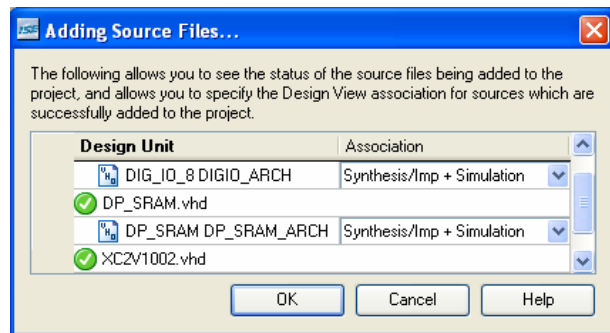 ISE Adding Source Files...
The following allows you to see the status of the source files being added to the
project, and allows you to specify the Design View association for sources which are
successfully added to the project.
Design Unit Association
DIG_IO_8 DIGIO_ARCH Synthesis/Imp + Simulation
DP_SRAM.vhd
DP_SRAM DP_SRAM_ARCH Synthesis/Imp + Simulation
XC2V1002.vhd
OK Cancel Help